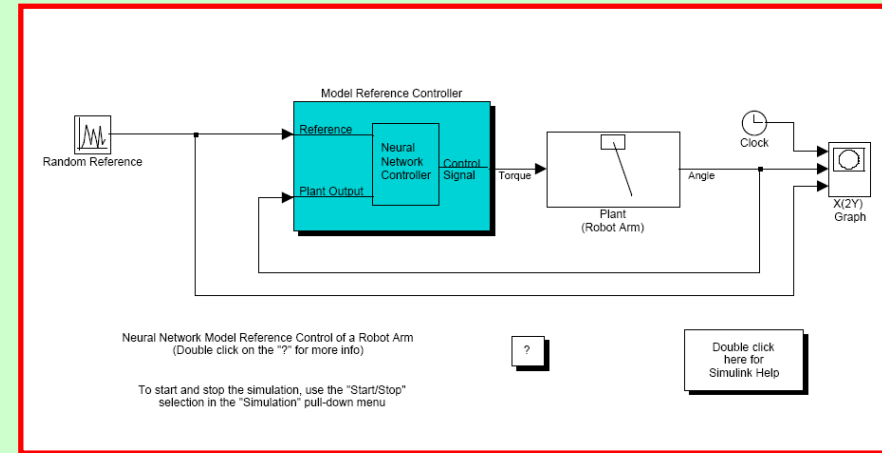 Model Reference Controller
Random Reference
Reference
Plant Output
Neural
Network
Controller
Control
Signal
Torque
Plant
(Robot Arm)
Angle
Clock
X(2Y)
Graph
Neural Network Model Reference Control of a Robot Arm
(Double click on the "?" for more info)
?
Double click
here for
Simulink Help
To start and stop the simulation, use the "Start/Stop"
selection in the "Simulation" pull-down menu